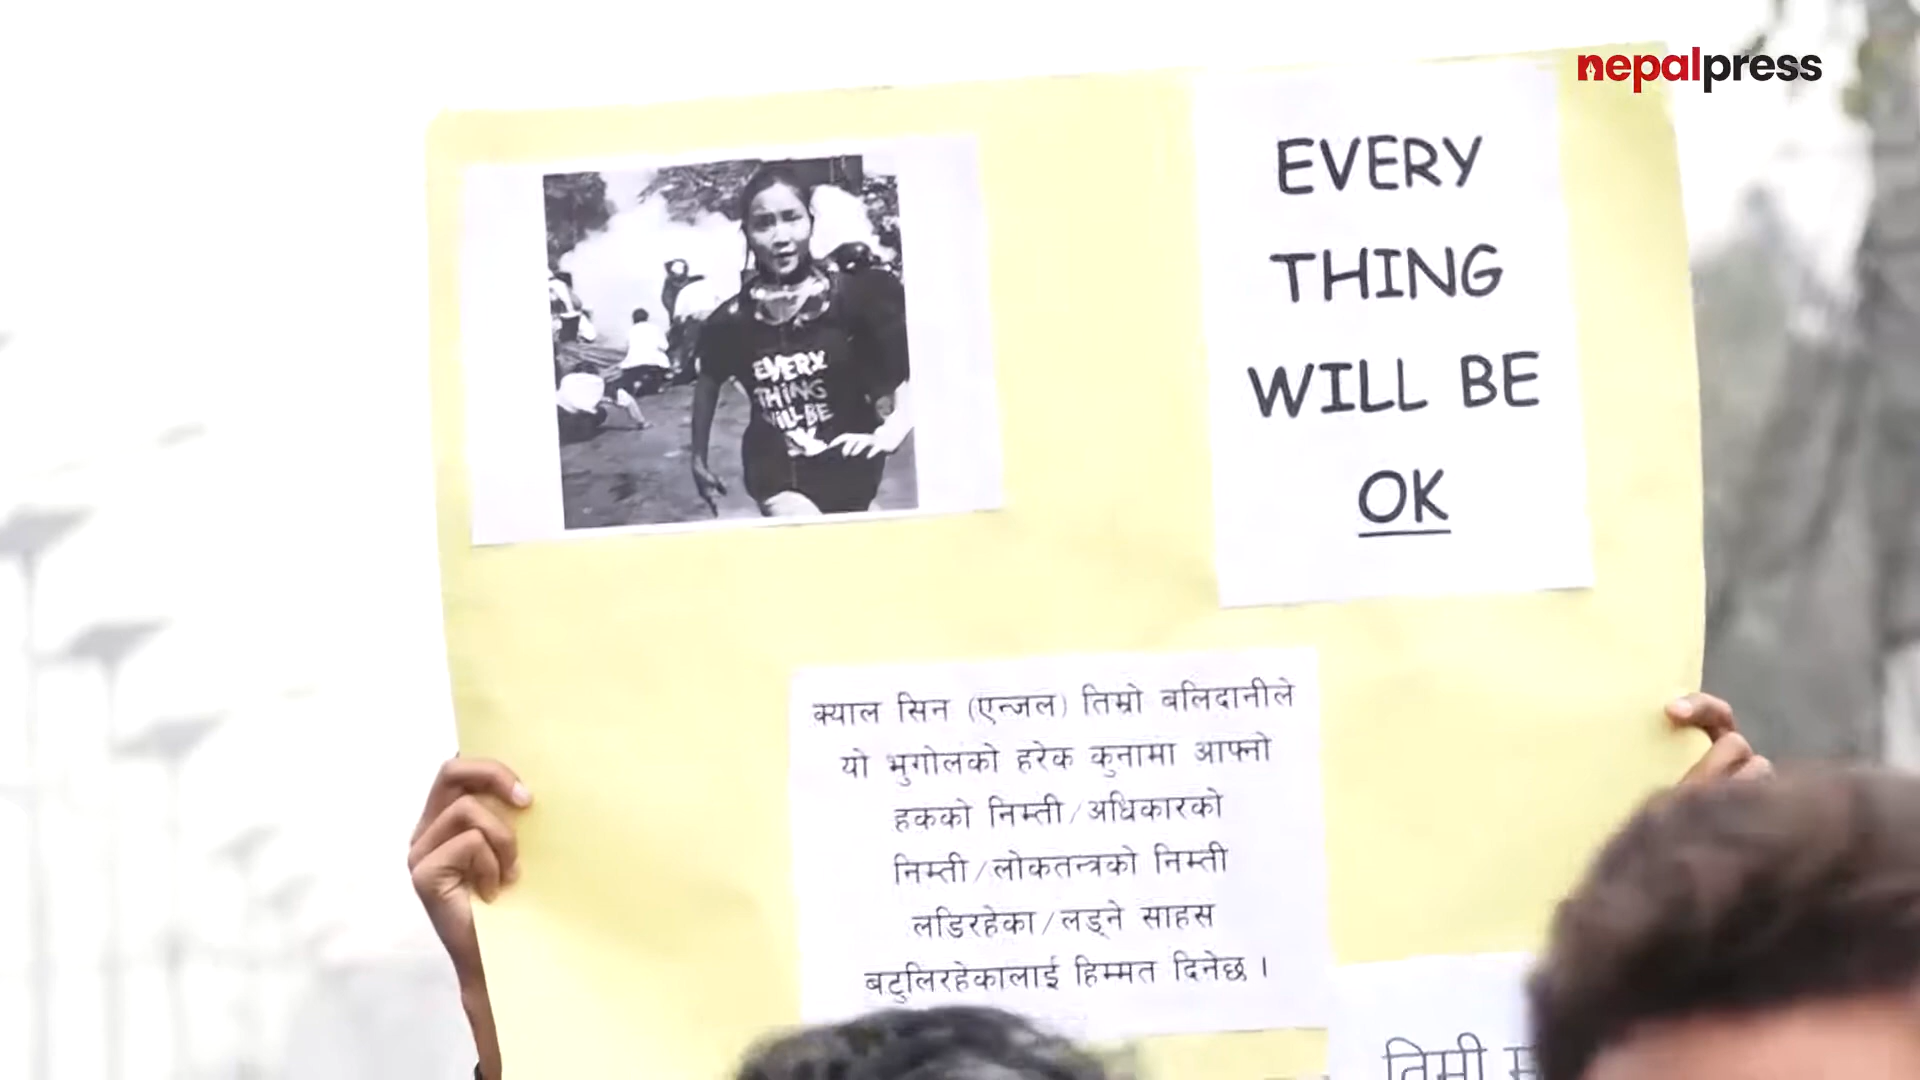 nepalpress
EVERY
THING
WILL BE
OK
EVERY
THING
WILL BE
OK
क्याल सिन (एन्जल) तिम्रो बलिदानीले
यो भुगोलको हरेक कुनामा आफ्नो
हकको निम्ती/अधिकारको
निम्ती/लोकतन्त्रको निम्ती
लडिरहेका/लड्ने साहस
बटुलिरहेकालाई हिम्मत दिनेछ ।
तिमी